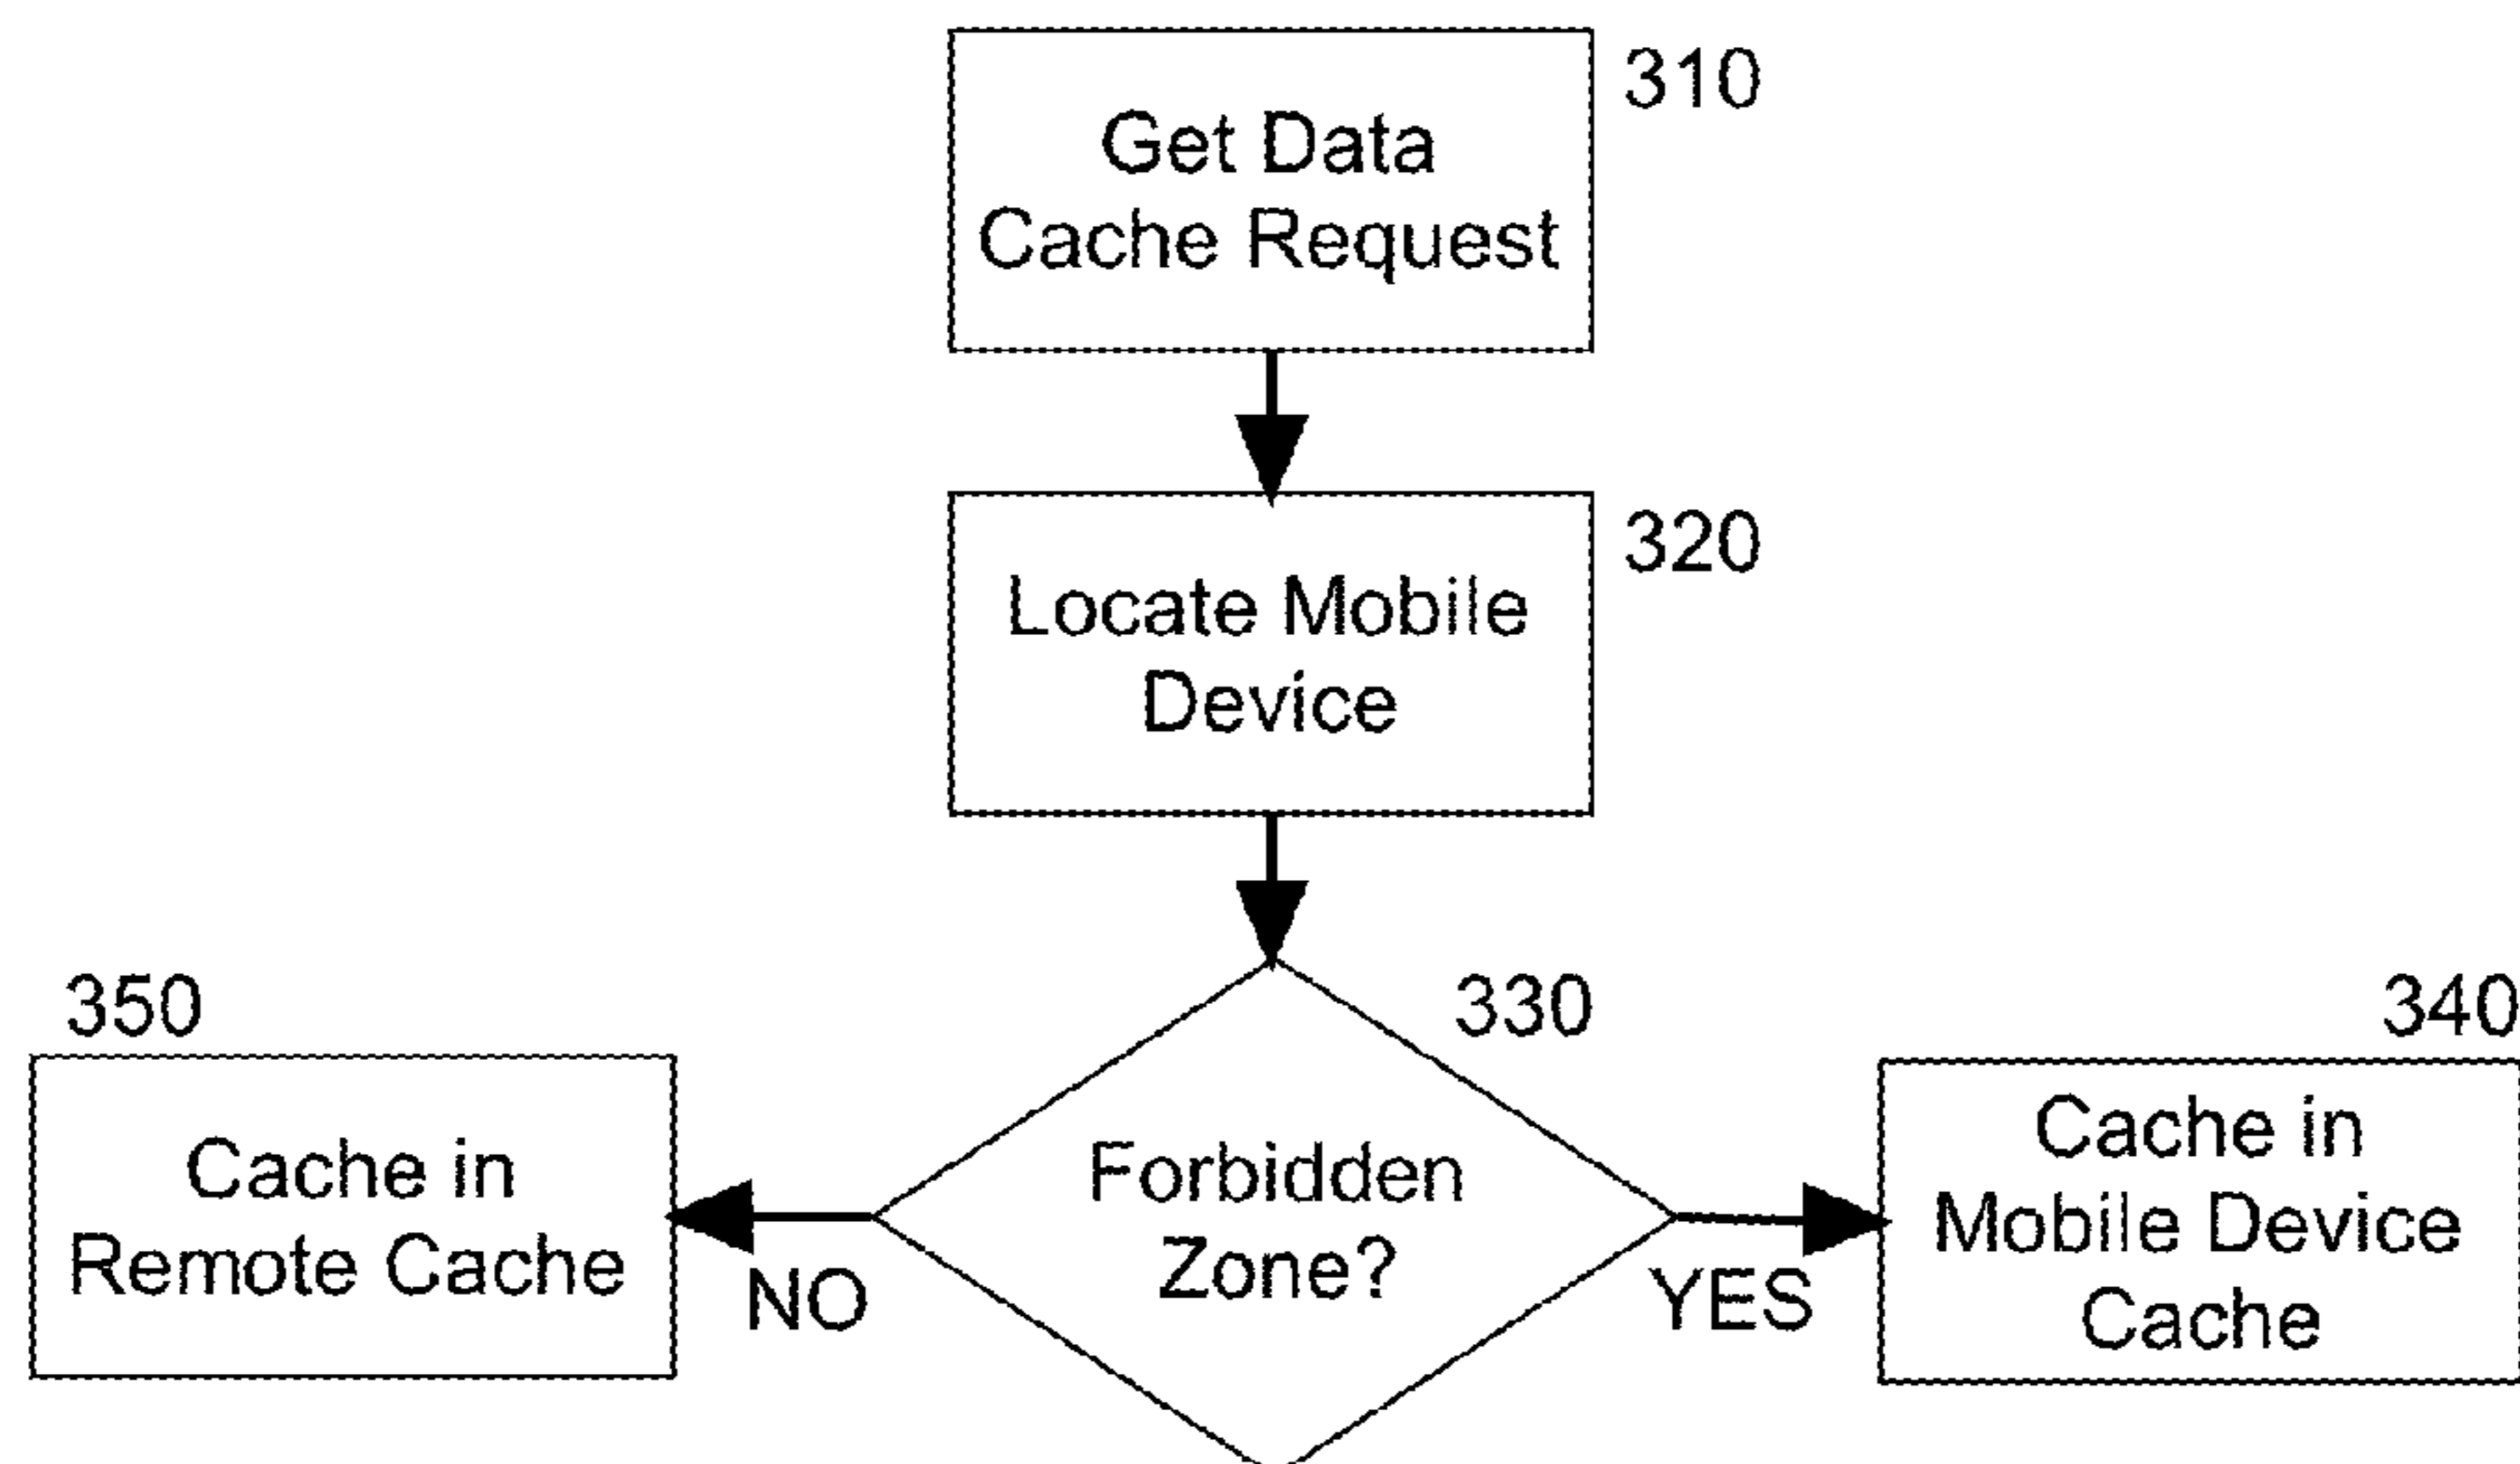 310
Get Data
Cache Request
320
Locate Mobile
Device
350
330
340
Cache in
Remote Cache
NO
Forbidden
Zone?
YES
Cache in
Mobile Device
Cache